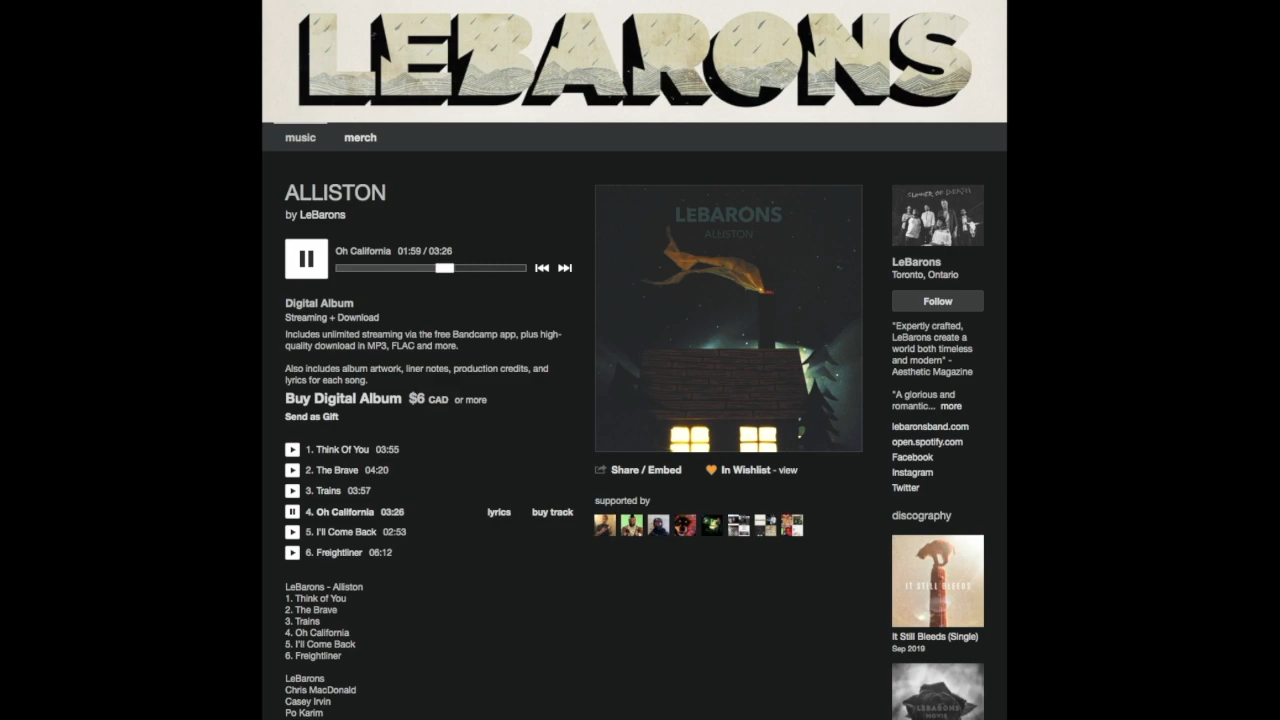 LEBARONS
music merch
ALLISTON
by LeBarons
Oh California 01:59 / 03:26
Digital Album
Streaming + Download
Includes unlimited streaming via the free Bandcamp app, plus high-
quality download in MP3, FLAC and more.
Also includes album artwork, liner notes, production credits, and
lyrics for each song.
Buy Digital Album $6 CAD or more
Send as Gift
1. Think Of You 03:55
2. The Brave 04:20
3. Trains 03:57
4. Oh California 03:26 lyrics buy track
5. I'll Come Back 02:53
6. Freightliner 06:12
LeBarons - Alliston
1. Think of You
2. The Brave
3. Trains
4. Oh California
5. I'll Come Back
6. Freightliner
LeBarons
Chris MacDonald
Casey Irvin
Po Karim
LEBARONS
ALLISTON
Share / Embed In Wishlist - view
supported by
SUMMER OF DEATH
LeBarons
Toronto, Ontario
Follow
"Expertly crafted,
LeBarons create a
world both timeless
and modern" -
Aesthetic Magazine
"A glorious and
romantic... more
lebaronsband.com
open.spotify.com
Facebook
Instagram
Twitter
discography
IT STILL BLEEDS
It Still Bleeds (Single)
Sep 2019
LEBARONS
MOVIE